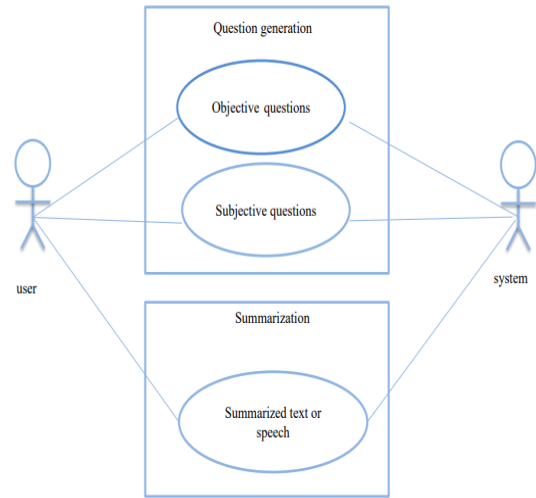 Question generation
Objective questions
Subjective questions
user
system
Summarization
Summarized text or
speech